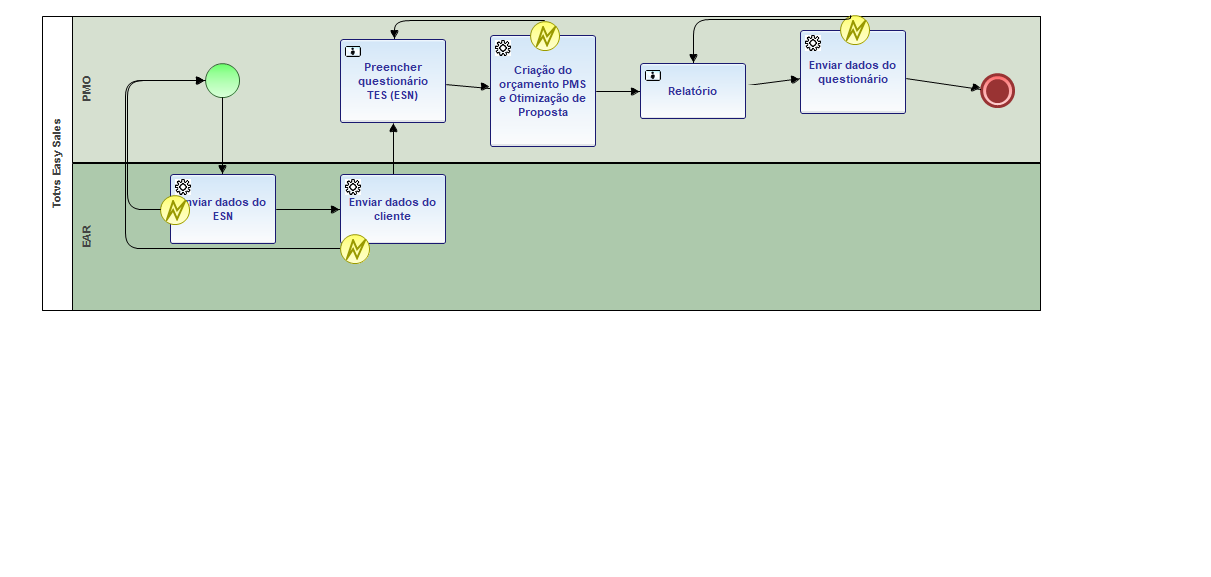 Totvs Easy Sales
PMO
EAR
Preencher
questionário
TES (ESN)
Criação do
orçamento PMS
e Otimização de
Proposta
Relatório
Enviar dados do
questionário
nviar dados do
ESN
Enviar dados do
cliente